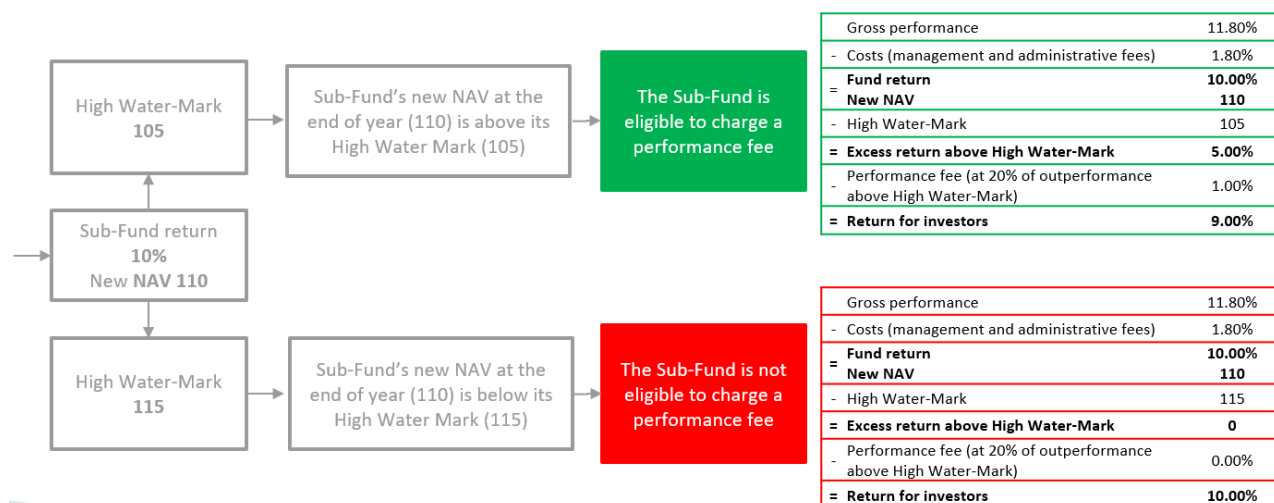 High Water-Mark
105
Sub-Fund's new NAV at the
end of year (110) is above its
High Water Mark (105)
The Sub-Fund is
eligible to charge a
performance fee
Gross performance 11.80%
- Costs (management and administrative fees) 1.80%
= Fund return 10.00%
New NAV 110
- High Water-Mark 105
= Excess return above High Water-Mark 5.00%
- Performance fee (at 20% of outperformance
above High Water-Mark) 1.00%
= Return for investors 9.00%
Sub-Fund return
10%
New NAV 110
High Water-Mark
115
Sub-Fund's new NAV at the
end of year (110) is below its
High Water Mark (115)
The Sub-Fund is not
eligible to charge a
performance fee
Gross performance 11.80%
- Costs (management and administrative fees) 1.80%
= Fund return 10.00%
New NAV 110
- High Water-Mark 115
= Excess return above High Water-Mark 0
- Performance fee (at 20% of outperformance
above High Water-Mark) 0.00%
= Return for investors 10.00%